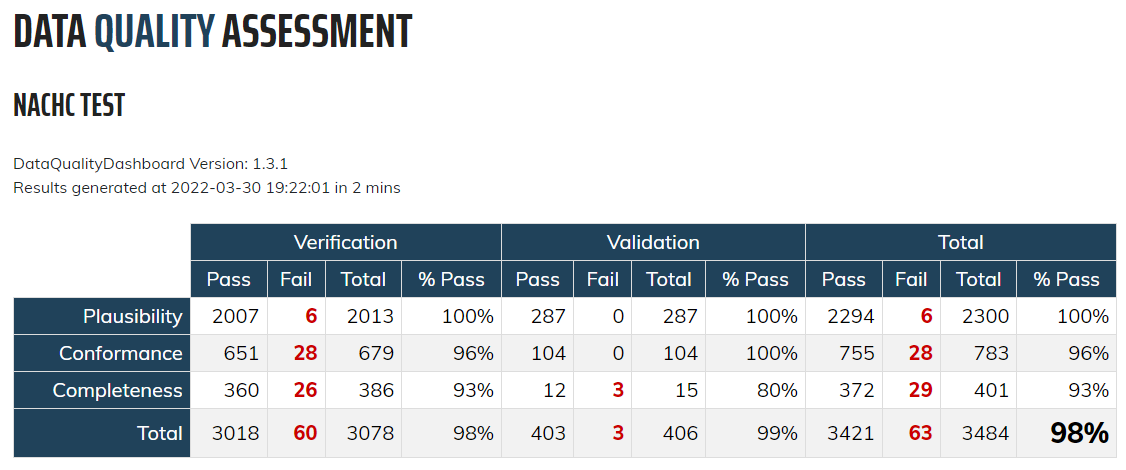 DATA QUALITY ASSESSMENT
NACHC TEST
DataQualityDashboard Version: 1.3.1
Results generated at 2022-03-30 19:22:01 in 2 mins
Verification Validation Total
Pass Fail Total % Pass Pass Fail Total % Pass Pass Fail Total % Pass
Plausibility 2007 6 2013 100% 287 0 287 100% 2294 6 2300 100%
Conformance 651 28 679 96% 104 0 104 100% 755 28 783 96%
Completeness 360 26 386 93% 12 3 15 80% 372 29 401 93%
Total 3018 60 3078 98% 403 3 406 99% 3421 63 3484 98%